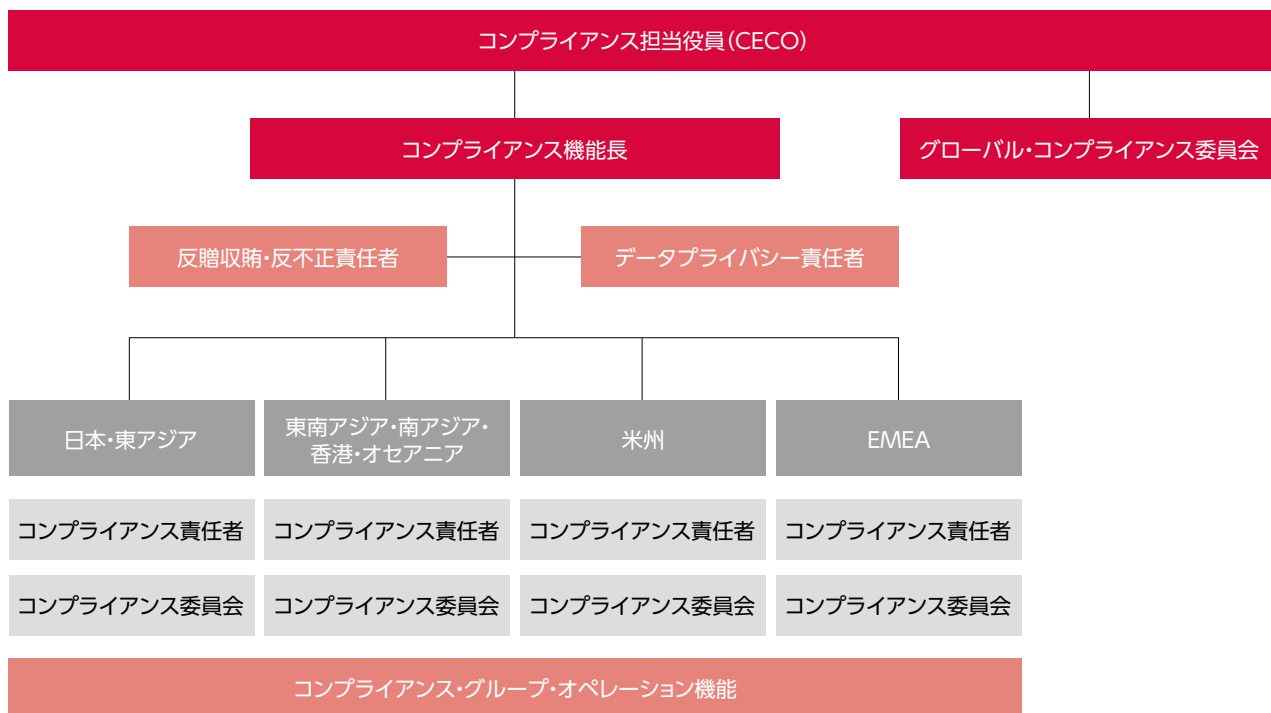 コンプライアンス担当役員(CECO)
コンプライアンス機能長
グローバル・コンプライアンス委員会
反贈収賄・反不正責任者
データプライバシー責任者
日本・東アジア
東南アジア・南アジア・
香港・オセアニア
米州
EMEA
コンプライアンス責任者
コンプライアンス責任者
コンプライアンス責任者
コンプライアンス責任者
コンプライアンス委員会
コンプライアンス委員会
コンプライアンス委員会
コンプライアンス委員会
コンプライアンス・グループ・オペレーション機能